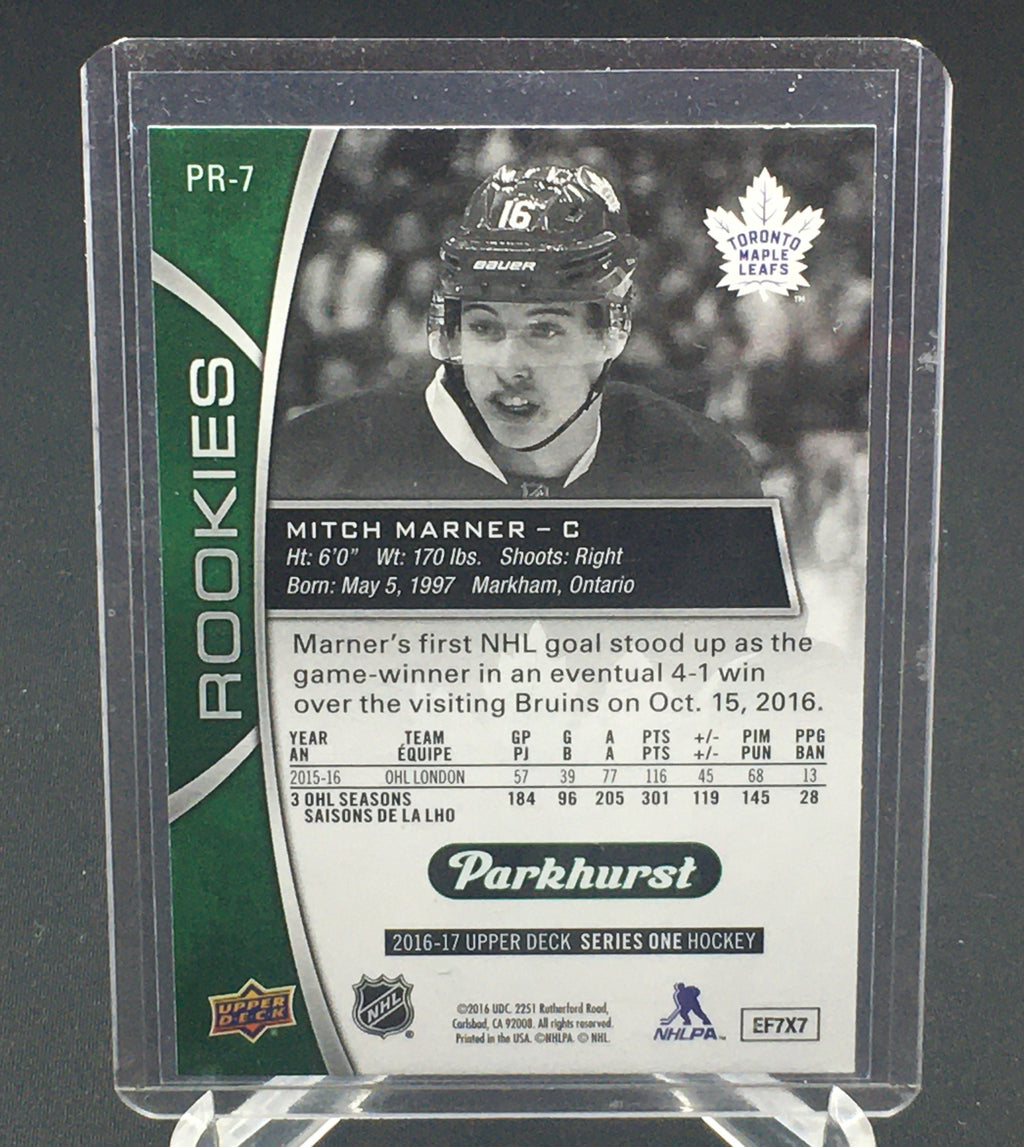 PR-7
16
BAUER
TORONTO
MAPLE
LEAFS
TM
ROOKIES
MITCH MARNER – C
Ht: 6'0" Wt: 170 lbs. Shoots: Right
Born: May 5, 1997 Markham, Ontario
Marner's first NHL goal stood up as the
game-winner in an eventual 4-1 win
over the visiting Bruins on Oct. 15, 2016.
YEAR TEAM GP G A PTS +/- PIM PPG
AN ÉQUIPE PJ B A PTS +/- PUN BAN
2015-16 OHL LONDON 57 39 77 116 45 68 13
3 OHL SEASONS 184 96 205 301 119 145 28
SAISONS DE LA LHO
Parkhurst
2016-17 UPPER DECK SERIES ONE HOCKEY
UPPER
DECK
NHL
®
©2016 UDC. 2251 Rutherford Road,
Carlsbad, CA 92008. All rights reserved.
Printed in the USA. ©NHLPA. © NHL.
NHLPA™
EF7X7